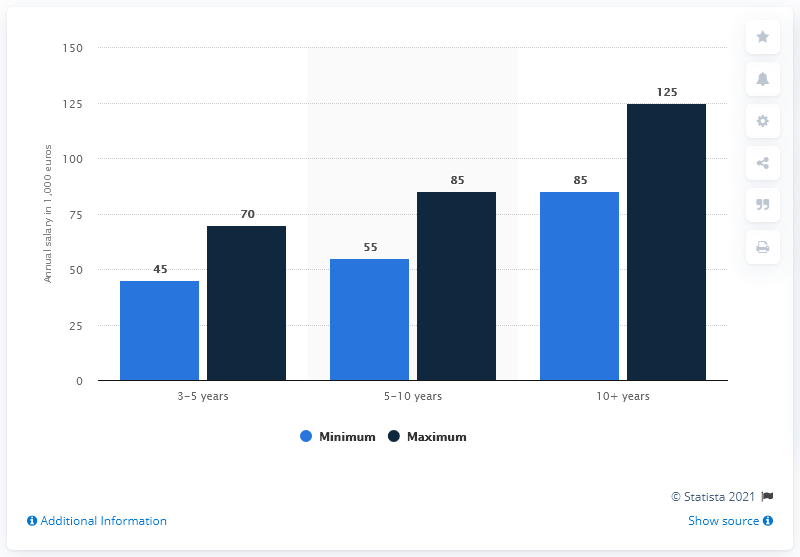 150
125
100
75
50
25
0
Annual salary in 1,000 euros
45
70
55
85
85
125
3-5 years
5-10 years
10+ years
Minimum
Maximum
© Statista 2021
Additional Information
Show source